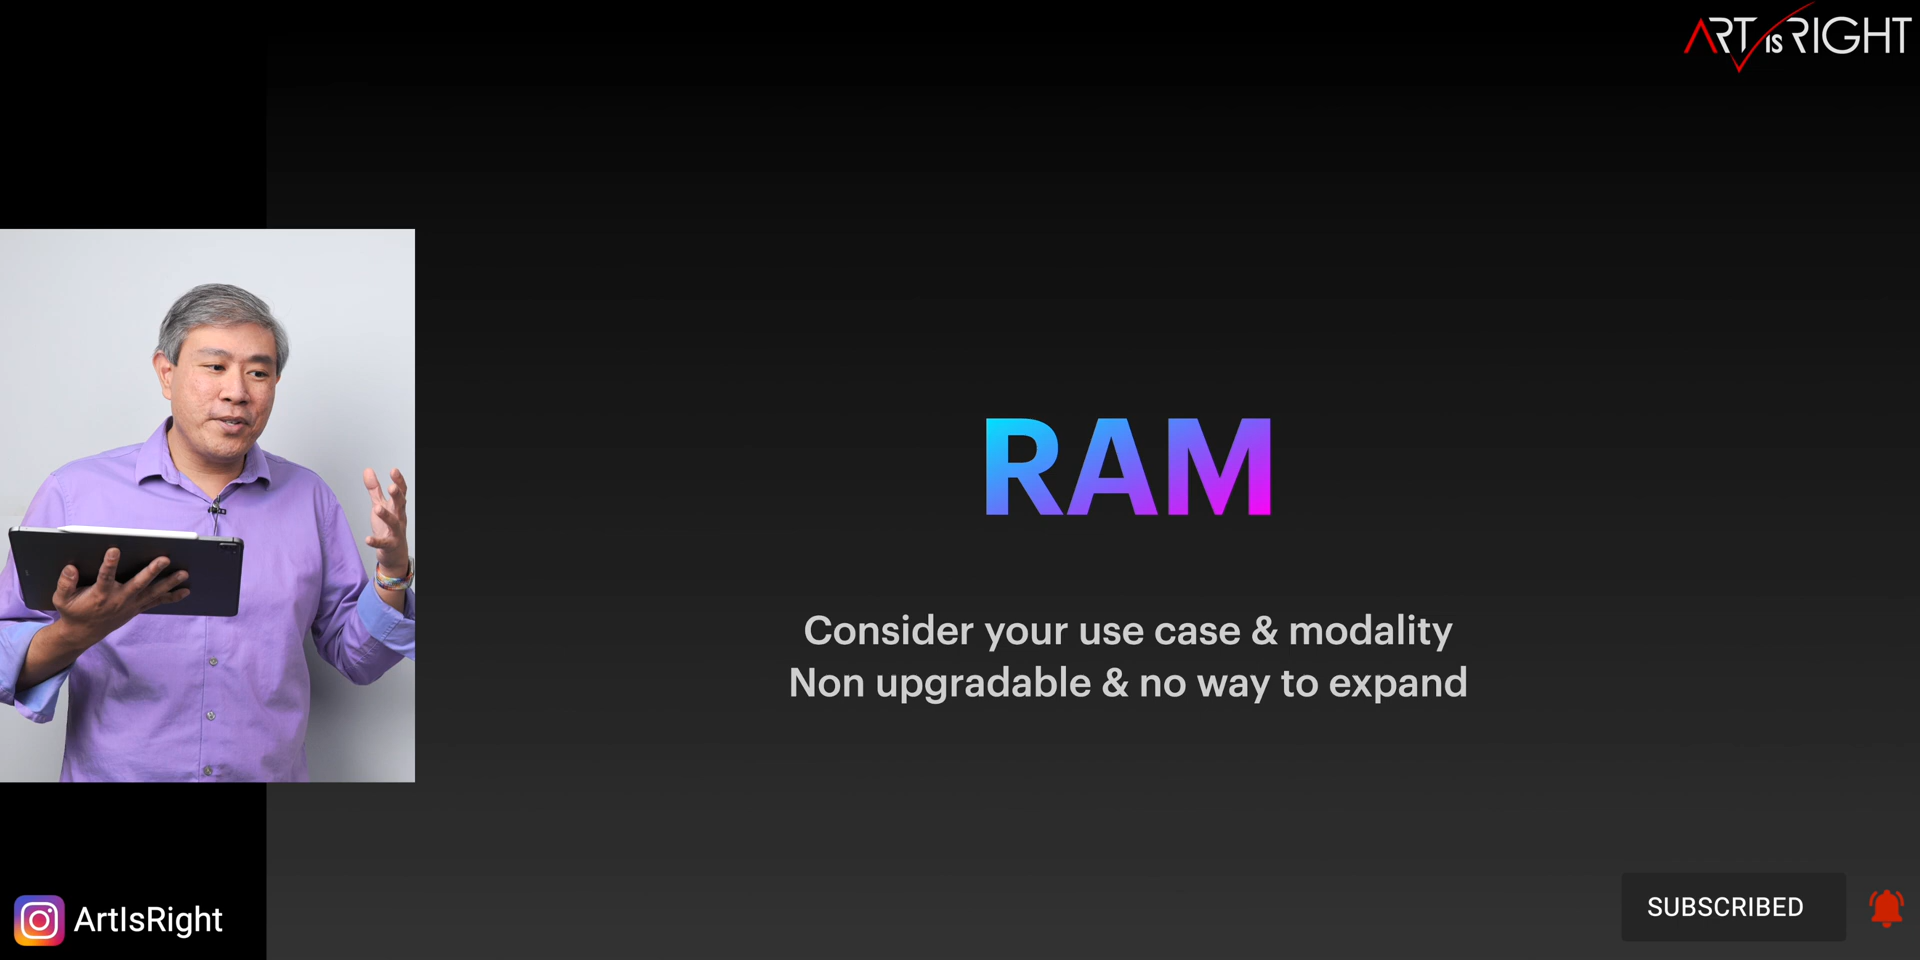 ART IS RIGHT
RAM
Consider your use case & modality
Non upgradable & no way to expand
ArtIsRight
SUBSCRIBED